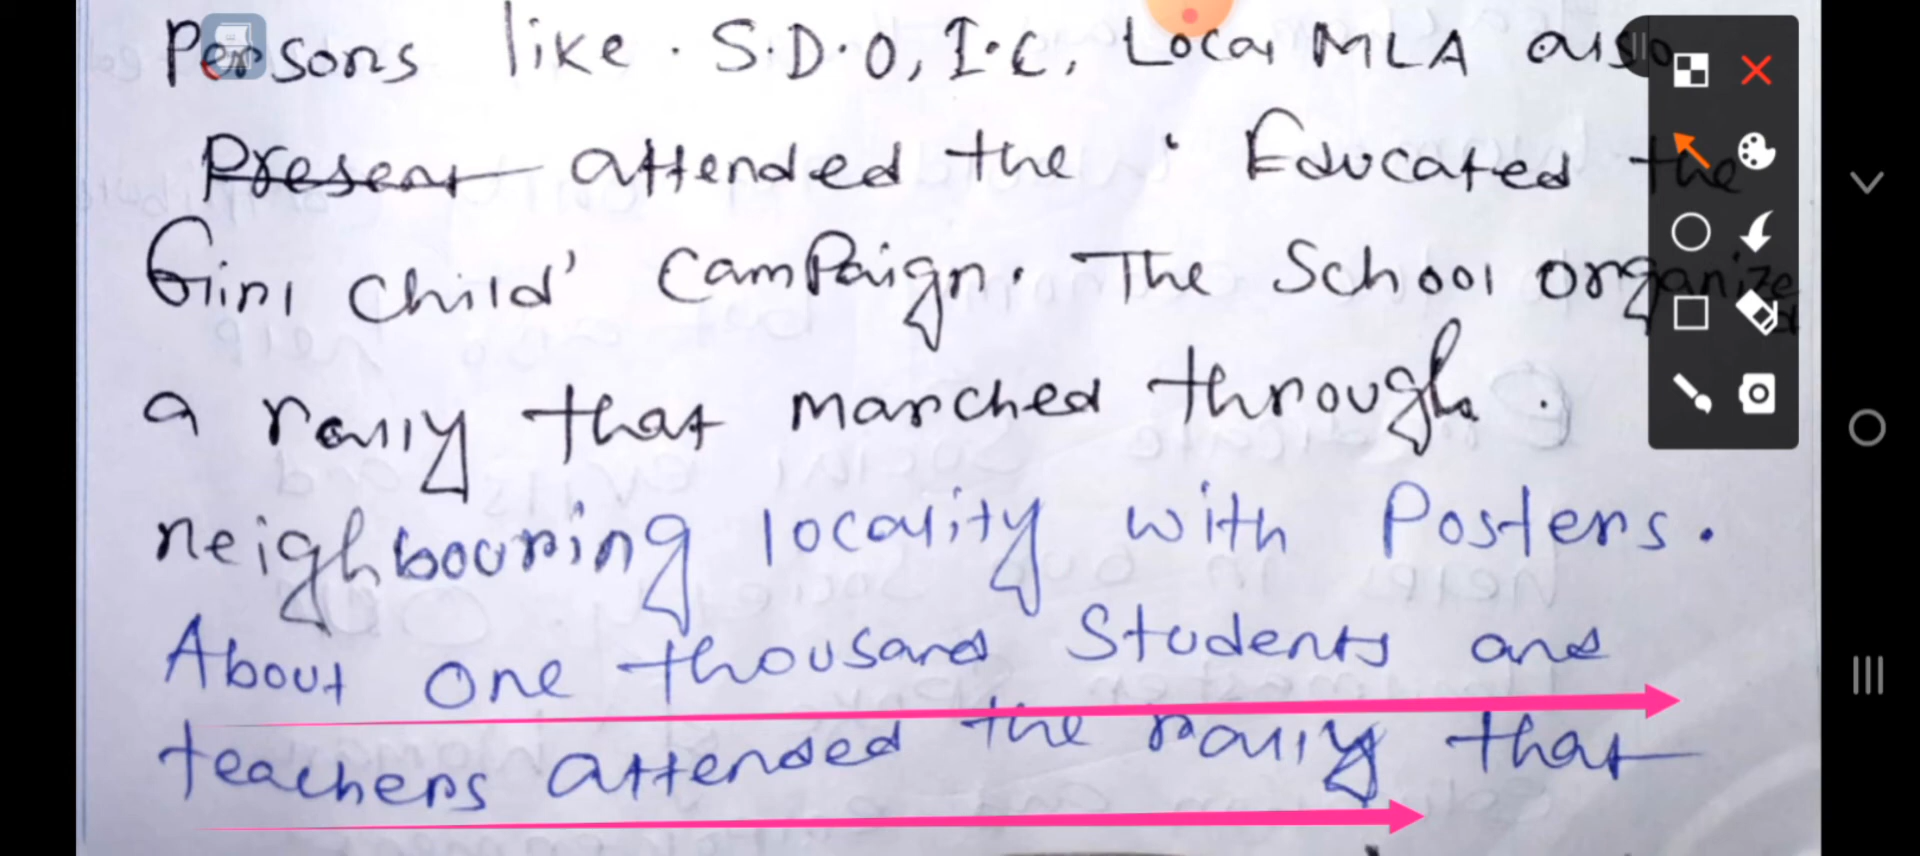 Persons like . S.D.O, I.C, Local MLA also
present attended the ' Educated the
Girl child' campaign. The School organized
a rally that marched through .
neighbouring locality with Posters.
About one thousand Students and
teachers attended the rally that